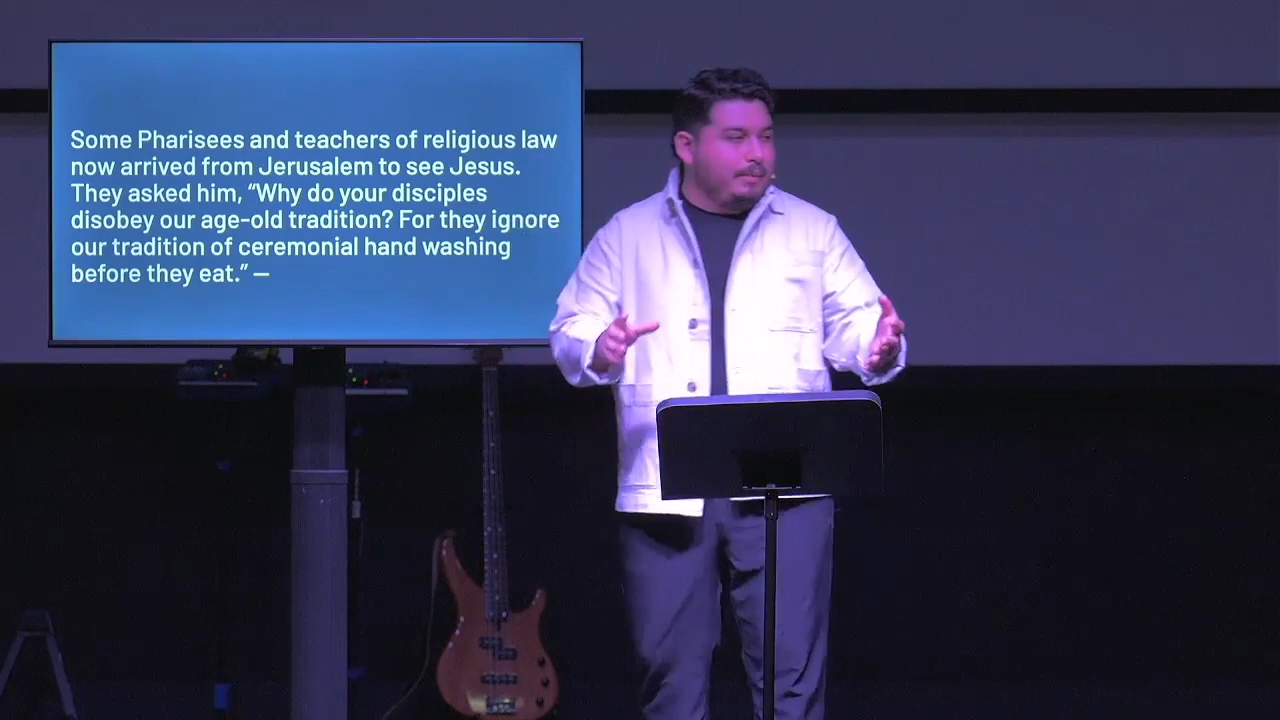 Some Pharisees and teachers of religious law
now arrived from Jerusalem to see Jesus.
They asked him, “Why do your disciples
disobey our age-old tradition? For they ignore
our tradition of ceremonial hand washing
before they eat.” —